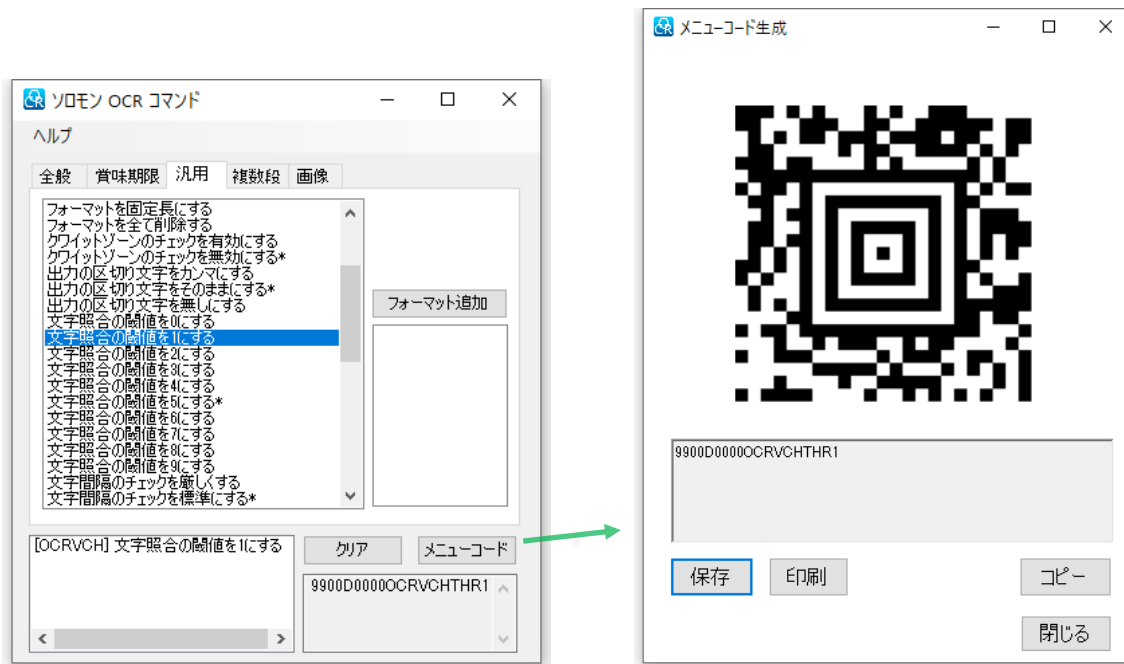 ソロモン OCR コマンド
ヘルプ
全般 賞味期限 汎用 複数段 画像
フォーマットを固定長にする
フォーマットを全て削除する
クワイットゾーンのチェックを有効にする
クワイットゾーンのチェックを無効にする*
出力の区切り文字をカンマにする
出力の区切り文字をそのままにする*
出力の区切り文字を無しにする
文字照合の閾値を0にする
文字照合の閾値を1にする
文字照合の閾値を2にする
文字照合の閾値を3にする
文字照合の閾値を4にする
文字照合の閾値を5にする*
文字照合の閾値を6にする
文字照合の閾値を7にする
文字照合の閾値を8にする
文字照合の閾値を9にする
文字間隔のチェックを厳しくする
文字間隔のチェックを標準にする*
フォーマット追加
[OCRVCH] 文字照合の閾値を1にする
クリア メニューコード
9900D0000OCRVCHTHR1
メニューコード生成
9900D0000OCRVCHTHR1
保存 印刷 コピー
閉じる